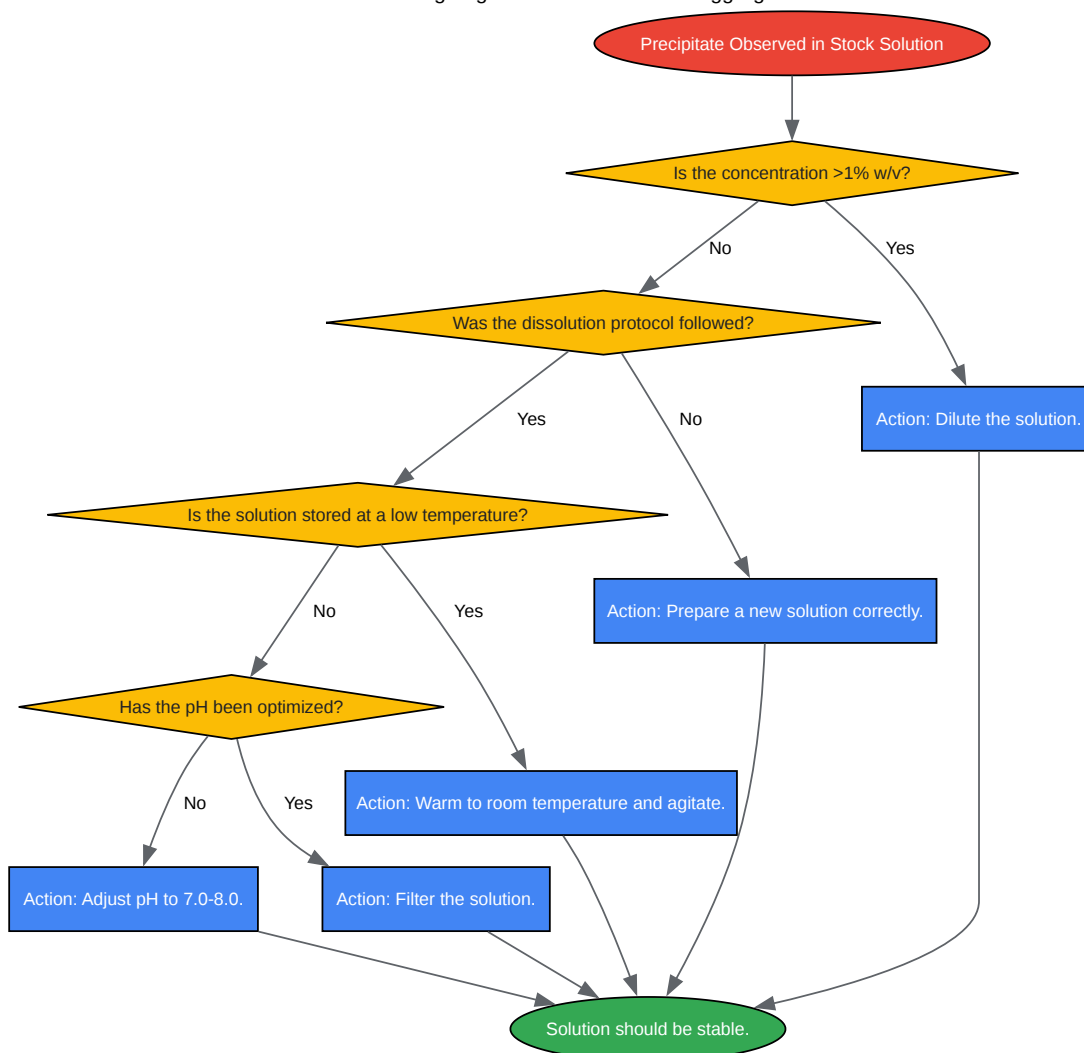 Precipitate Observed in Stock Solution
Is the concentration >1% w/v?
No
Yes
Was the dissolution protocol followed?
Action: Dilute the solution.
Yes
No
Is the solution stored at a low temperature?
Action: Prepare a new solution correctly.
No
Yes
Has the pH been optimized?
Action: Warm to room temperature and agitate.
No
Yes
Action: Adjust pH to 7.0-8.0.
Action: Filter the solution.
Solution should be stable.